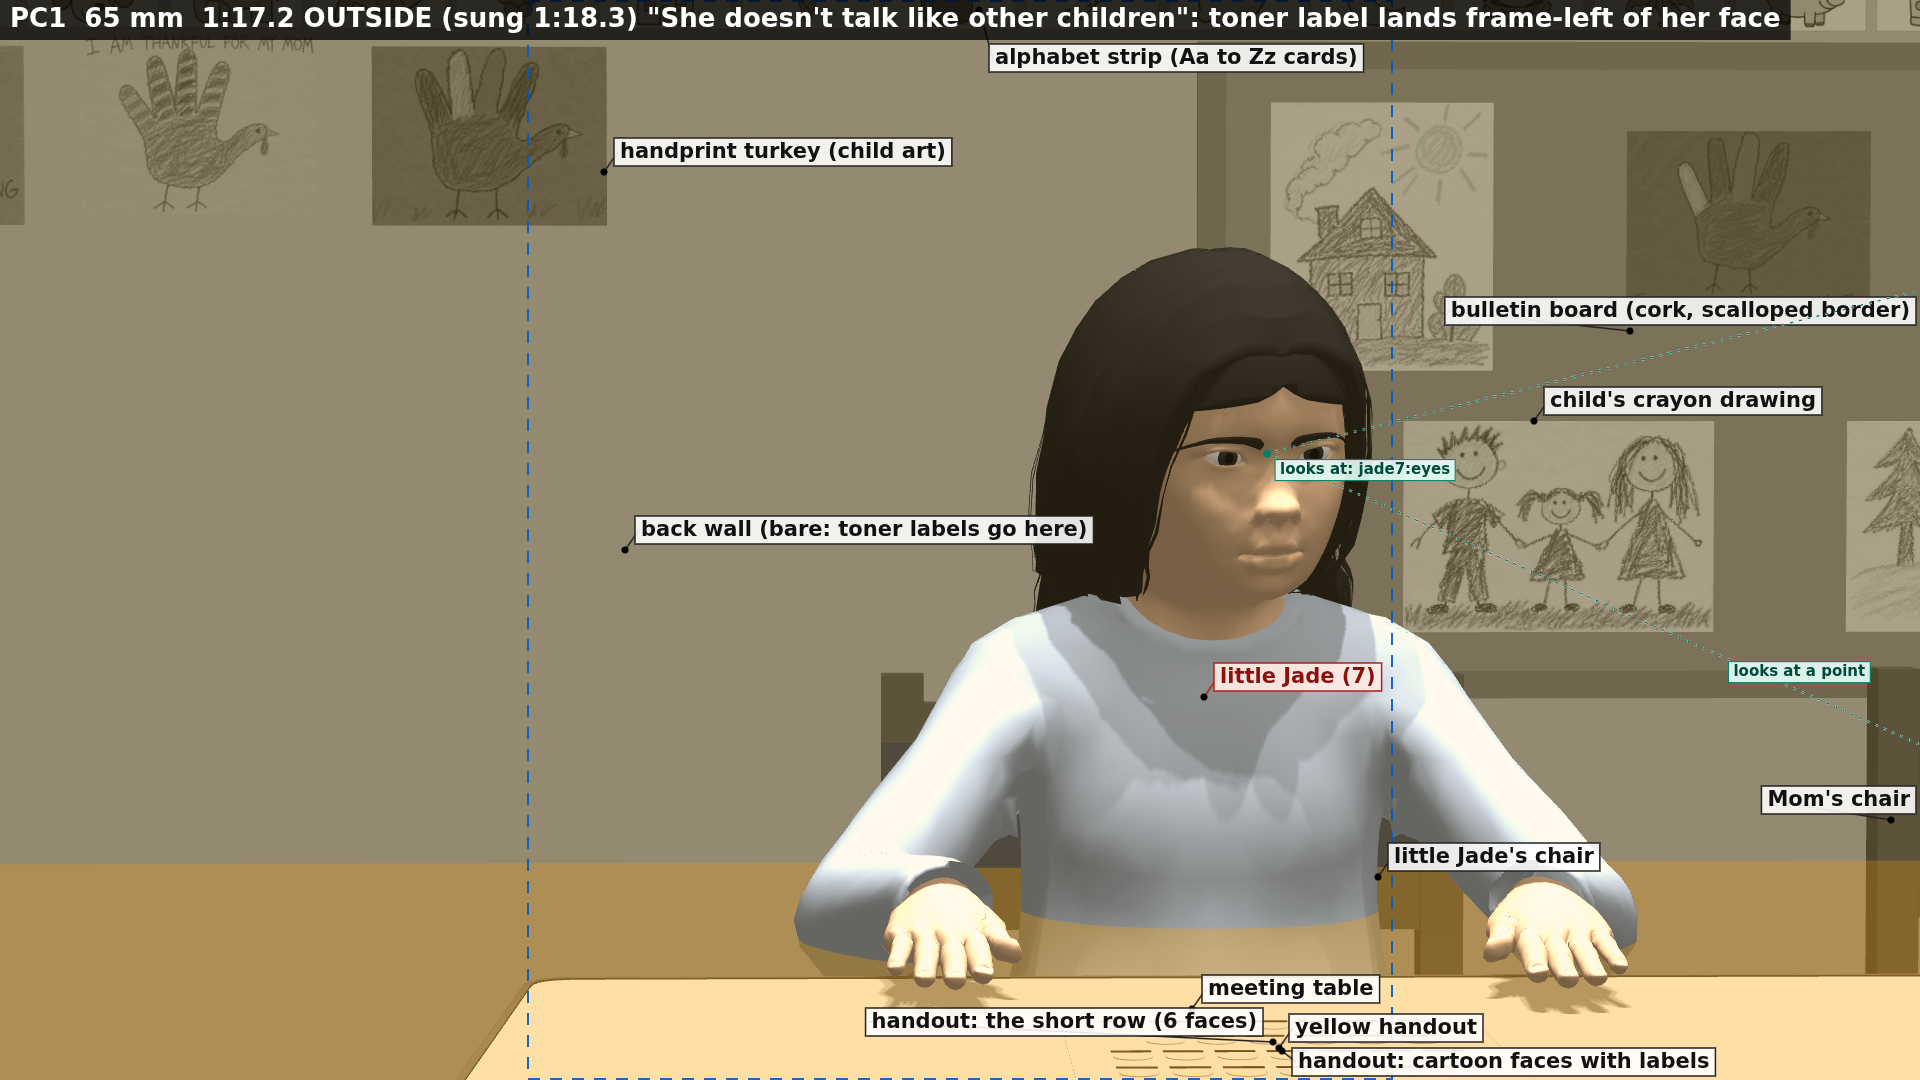 PC1 65 mm 1:17.2 OUTSIDE (sung 1:18.3) "She doesn't talk like other children": toner label lands frame-left of her face
I AM THANKFUL FOR MY MOM
alphabet strip (Aa to Zz cards)
handprint turkey (child art)
NG
bulletin board (cork, scalloped border)
child's crayon drawing
looks at: jade7:eyes
back wall (bare: toner labels go here)
looks at a point
little Jade (7)
Mom's chair
little Jade's chair
meeting table
handout: the short row (6 faces)
yellow handout
handout: cartoon faces with labels